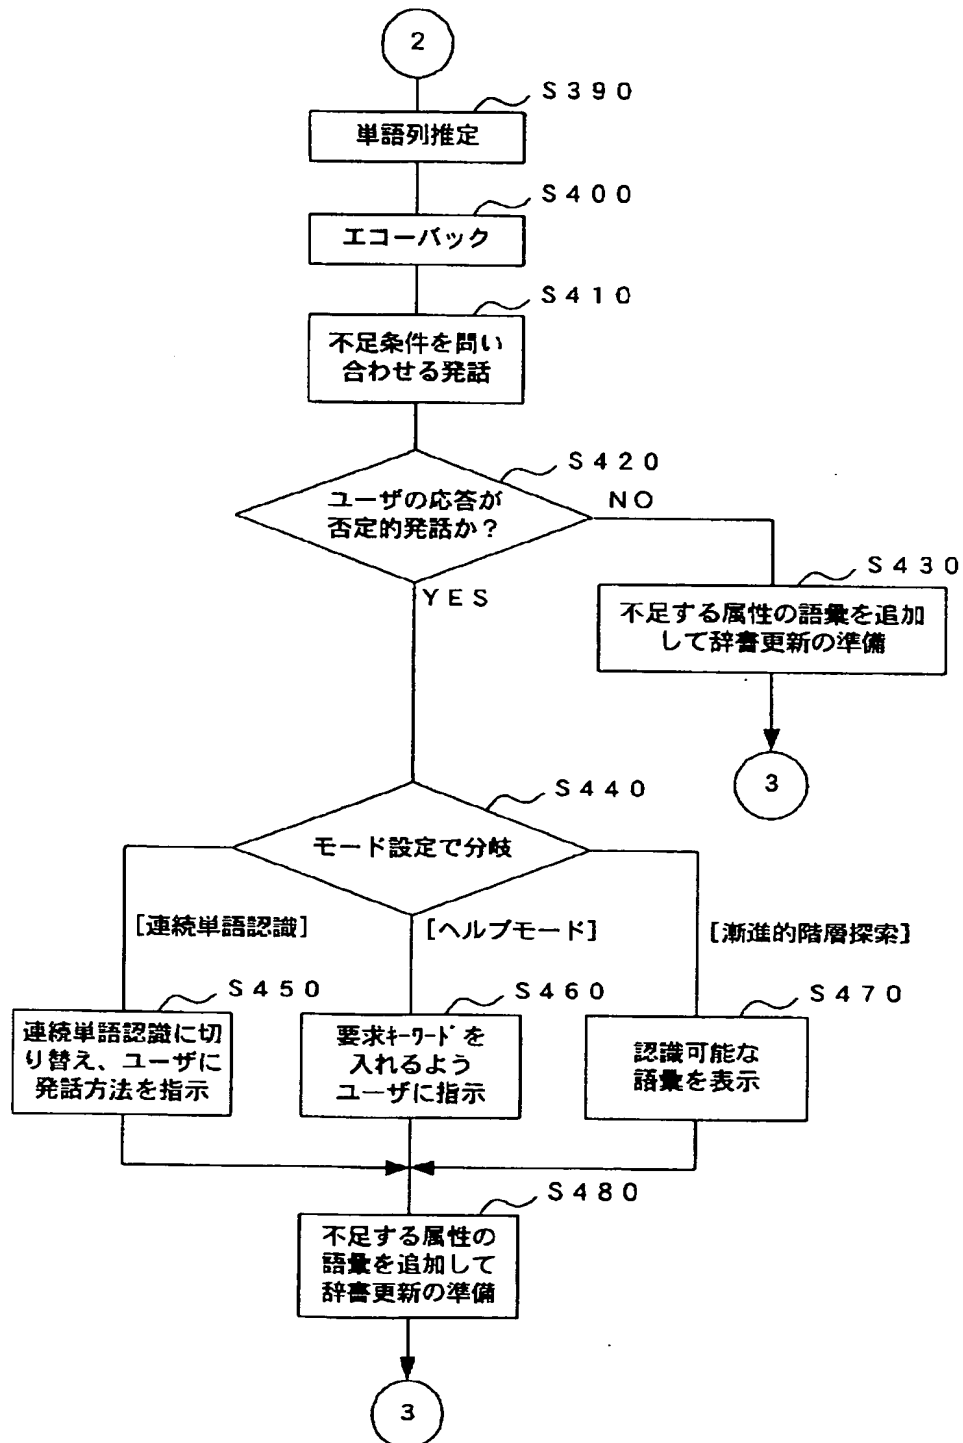 2
S390
単語列推定
S400
エコーバック
S410
不足条件を問い
合わせる発話
S420
ユーザの応答が
否定的発話か？
NO
YES
S430
不足する属性の語彙を追加
して辞書更新の準備
3
S440
モード設定で分岐
[連続単語認識]
[ヘルプモード]
[漸進的階層探索]
S450
連続単語認識に切
り替え、ユーザに
発話方法を指示
S460
要求ｷｰﾜｰﾄﾞを
入れるよう
ユーザに指示
S470
認識可能な
語彙を表示
S480
不足する属性の
語彙を追加して
辞書更新の準備
3